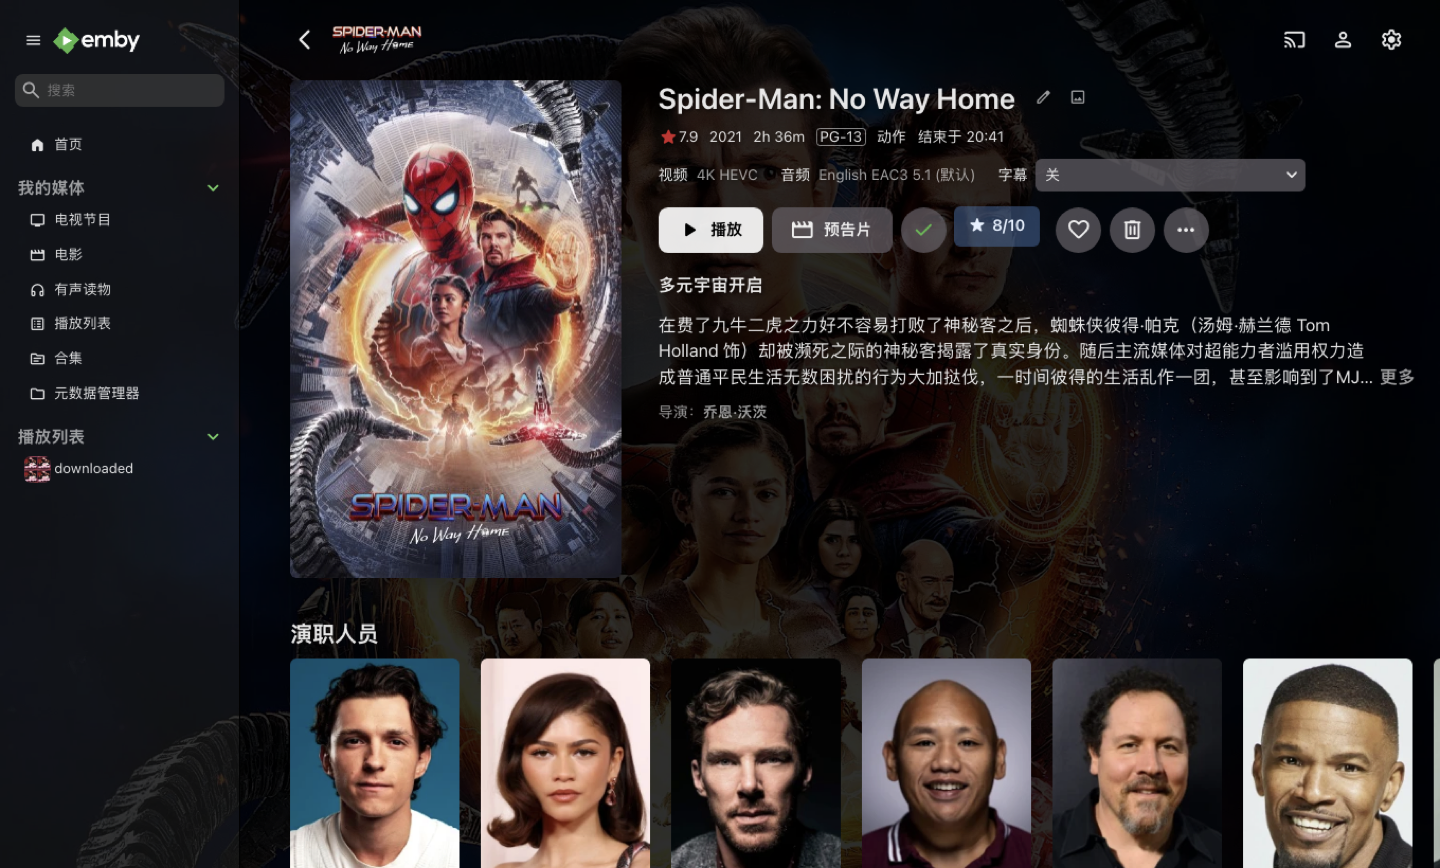 emby
搜索
首页
我的媒体
电视节目
电影
有声读物
播放列表
合集
元数据管理器
播放列表
downloaded
SPIDER-MAN
No Way Home
SPIDER-MAN
No Way Home
Spider-Man: No Way Home
7.9 2021 2h 36m PG-13 动作 结束于 20:41
视频 4K HEVC 音频 English EAC3 5.1 (默认) 字幕 关
播放 预告片 8/10
多元宇宙开启
在费了九牛二虎之力好不容易打败了神秘客之后，蜘蛛侠彼得·帕克（汤姆·赫兰德 Tom
Holland 饰）却被濒死之际的神秘客揭露了真实身份。随后主流媒体对超能力者滥用权力造
成普通平民生活无数困扰的行为大加挞伐，一时间彼得的生活乱作一团，甚至影响到了MJ... 更多
导演： 乔恩·沃茨
演职人员